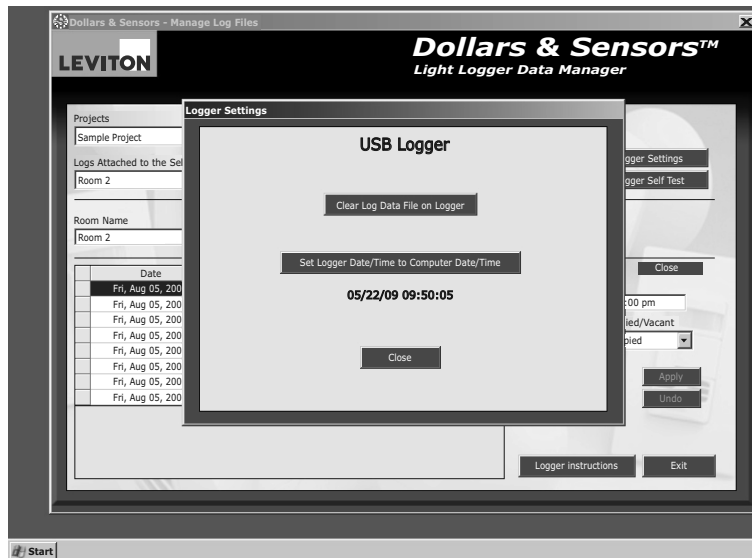 Dollars & Sensors - Manage Log Files
LEVITON
Dollars & Sensors™
Light Logger Data Manager
Projects
Sample Project
Logs Attached to the Sel
Room 2
Room Name
Room 2
Logger Settings
USB Logger
Clear Log Data File on Logger
Set Logger Date/Time to Computer Date/Time
05/22/09 09:50:05
Close
gger Settings
gger Self Test
Date
Fri, Aug 05, 200
Fri, Aug 05, 200
Fri, Aug 05, 200
Fri, Aug 05, 200
Fri, Aug 05, 200
Fri, Aug 05, 200
Fri, Aug 05, 200
Fri, Aug 05, 200
Close
:00 pm
ied/Vacant
pied
Apply
Undo
Logger instructions
Exit
Start